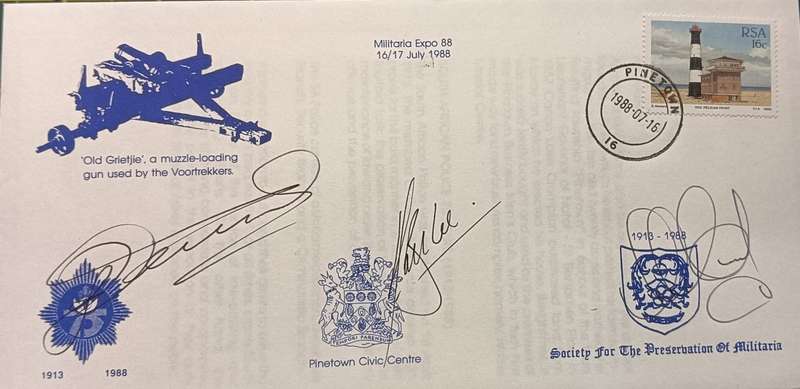 Militaria Expo 88
16/17 July 1988
RSA
16c
PINETOWN
1988-07-16
16
'Old Grietjie', a muzzle-loading
gun used by the Voortrekkers.
75
1913 1988
Pinetown Civic Centre
1913 - 1988
Society For The Preservation Of Militaria